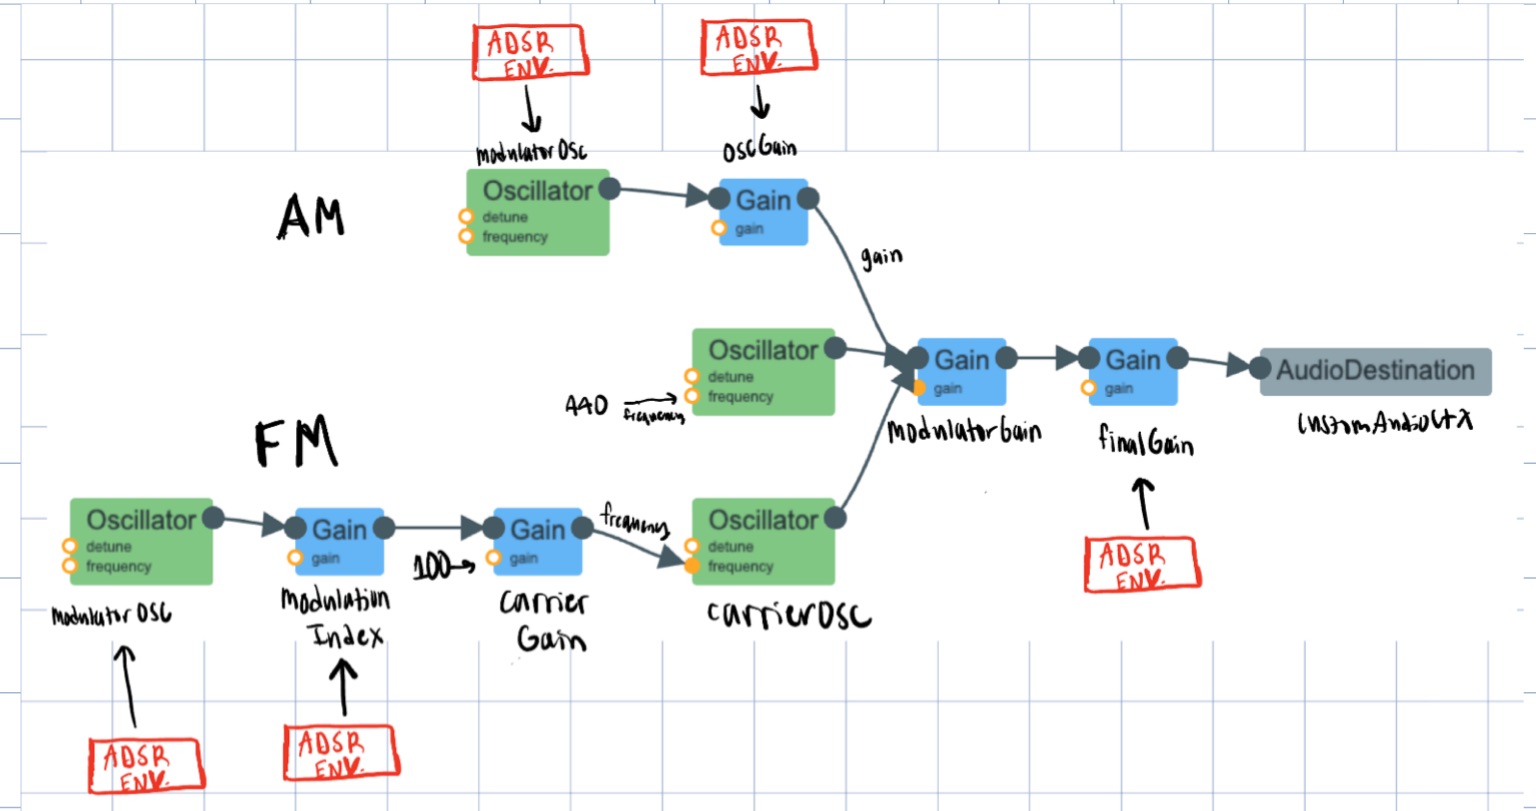 ADSR
ENV.
ADSR
ENV.
modulatorOsc
oscGain
AM
Oscillator
detune
frequency
Gain
gain
gain
Oscillator
detune
frequency
440
frequency
Gain
gain
modulatorGain
Gain
gain
finalGain
AudioDestination
customAudioCtx
FM
Oscillator
detune
frequency
modulatorOSC
Gain
gain
modulation
Index
100
Gain
gain
carrier
Gain
frequency
Oscillator
detune
frequency
carrierOSC
ADSR
ENV.
ADSR
ENV.
ADSR
ENV.